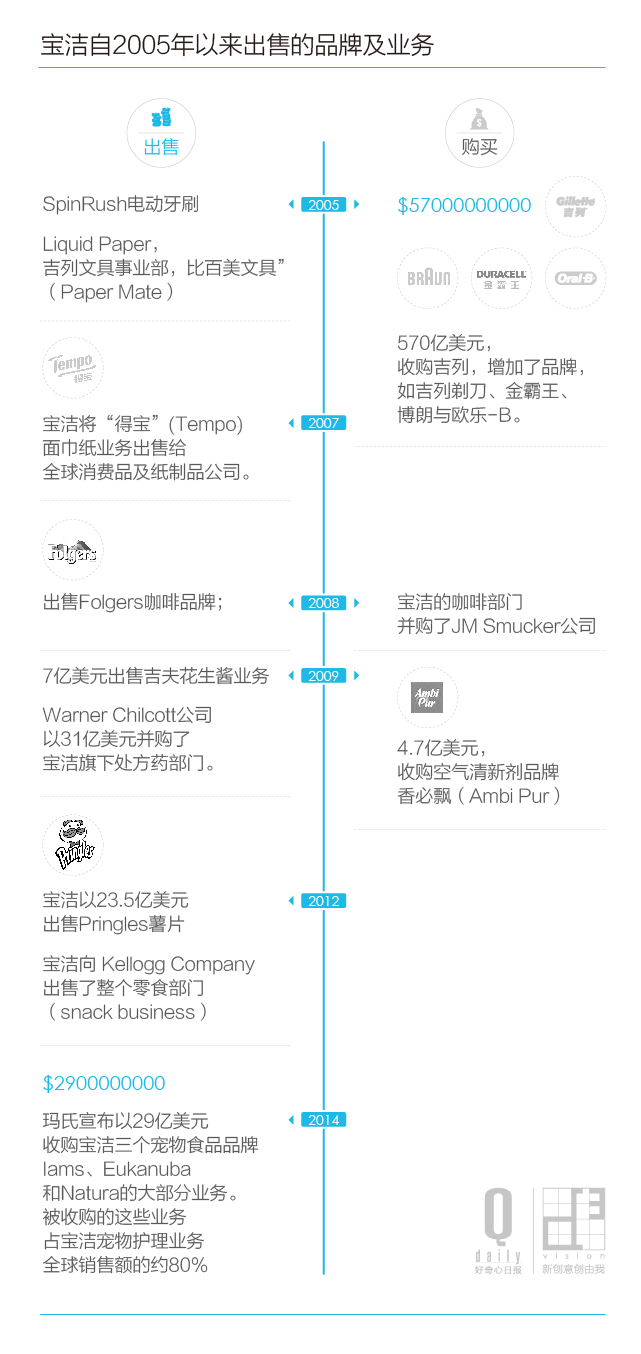 宝洁自2005年以来出售的品牌及业务
出售
购买
2005
SpinRush电动牙刷
Liquid Paper，
吉列文具事业部，比百美文具”
（Paper Mate）
$57000000000
Gillette
吉列
BRAUN
DURACELL
金霸王
Oral-B
570亿美元，
收购吉列，增加了品牌，
如吉列剃刀、金霸王、
博朗与欧乐-B。
Tempo
得宝
2007
宝洁将“得宝”(Tempo)
面巾纸业务出售给
全球消费品及纸制品公司。
Folgers
2008
出售Folgers咖啡品牌；
宝洁的咖啡部门
并购了JM Smucker公司
2009
7亿美元出售吉夫花生酱业务
Warner Chilcott公司
以31亿美元并购了
宝洁旗下处方药部门。
Ambi
Pur
4.7亿美元，
收购空气清新剂品牌
香必飘（Ambi Pur）
Pringles
2012
宝洁以23.5亿美元
出售Pringles薯片
宝洁向 Kellogg Company
出售了整个零食部门
（snack business）
$2900000000
2014
玛氏宣布以29亿美元
收购宝洁三个宠物食品品牌
Iams、Eukanuba
和Natura的大部分业务。
被收购的这些业务
占宝洁宠物护理业务
全球销售额的约80%
Q
daily
好奇心日报
vision
新创意创由我